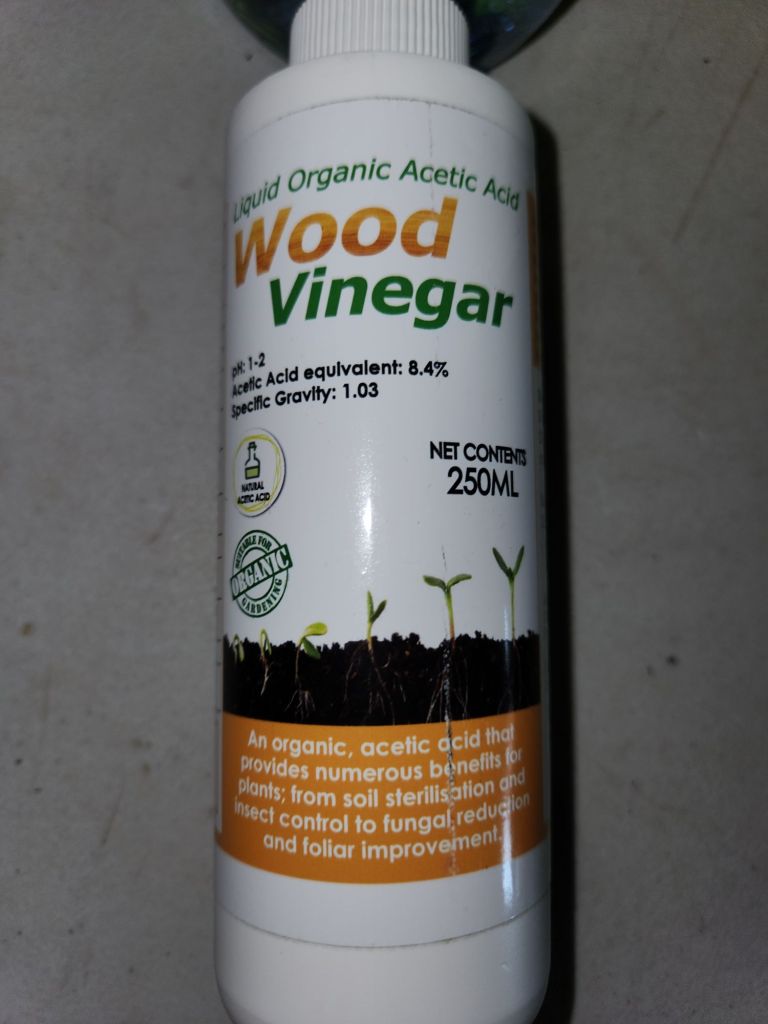 Liquid Organic Acetic Acid
Wood
Vinegar
pH: 1-2
Acetic Acid equivalent: 8.4%
Specific Gravity: 1.03
NATURAL
ACETIC ACID
NET CONTENTS
250ML
SUITABLE FOR
ORGANIC
GARDENING
An organic, acetic acid that
provides numerous benefits for
plants; from soil sterilisation and
insect control to fungal reduction
and foliar improvement.